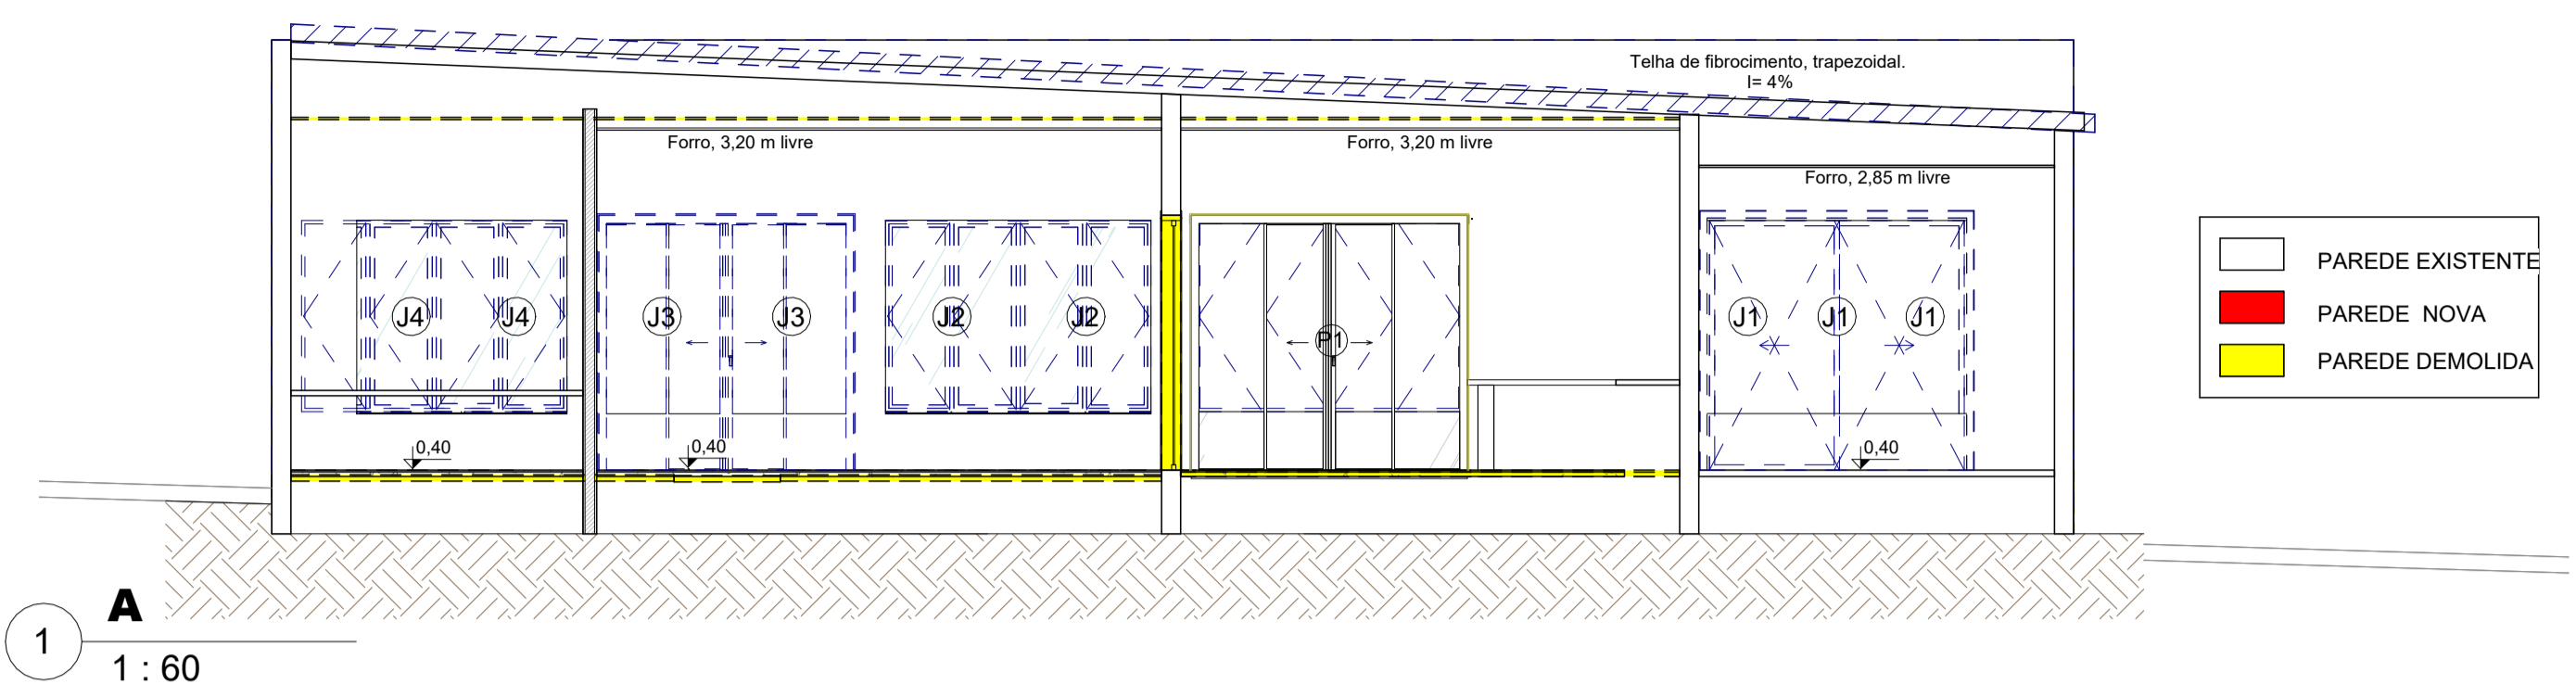 Telha de fibrocimento, trapezoidal.
I= 4%
Forro, 3,20 m livre
Forro, 3,20 m livre
Forro, 2,85 m livre
J4
J4
J3
J3
J2
J2
P1
J1
J1
J1
0,40
0,40
0,40
PAREDE EXISTENTE
PAREDE NOVA
PAREDE DEMOLIDA
1
A
1 : 60